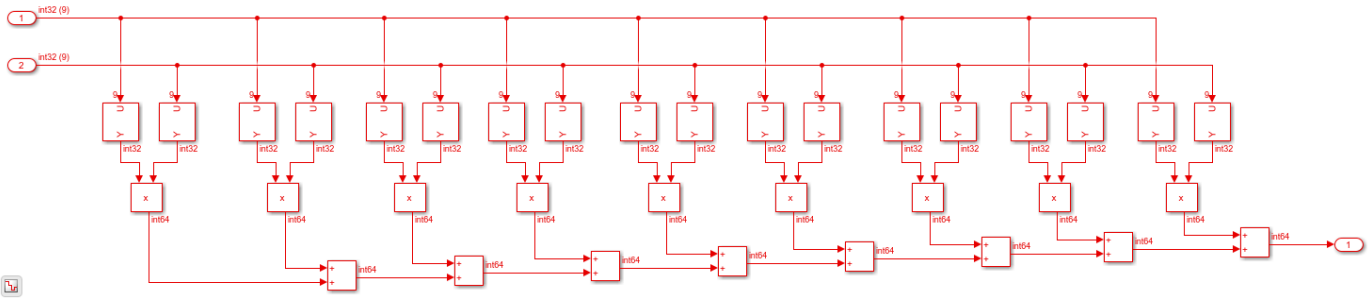 int32 (9)
1
int32 (9)
2
9 9 9 9 9 9 9 9 9 9 9 9 9 9 9 9 9 9
U U U U U U U U U U U U U U U U U U
Y Y Y Y Y Y Y Y Y Y Y Y Y Y Y Y Y Y
int32 int32 int32 int32 int32 int32 int32 int32 int32 int32 int32 int32 int32 int32 int32 int32 int32 int32
x x x x x x x x x
int64 int64 int64 int64 int64 int64 int64 int64 int64
+ + int64 + + int64 + + int64 + + int64 + + int64 + + int64 + + int64 + + int64
1